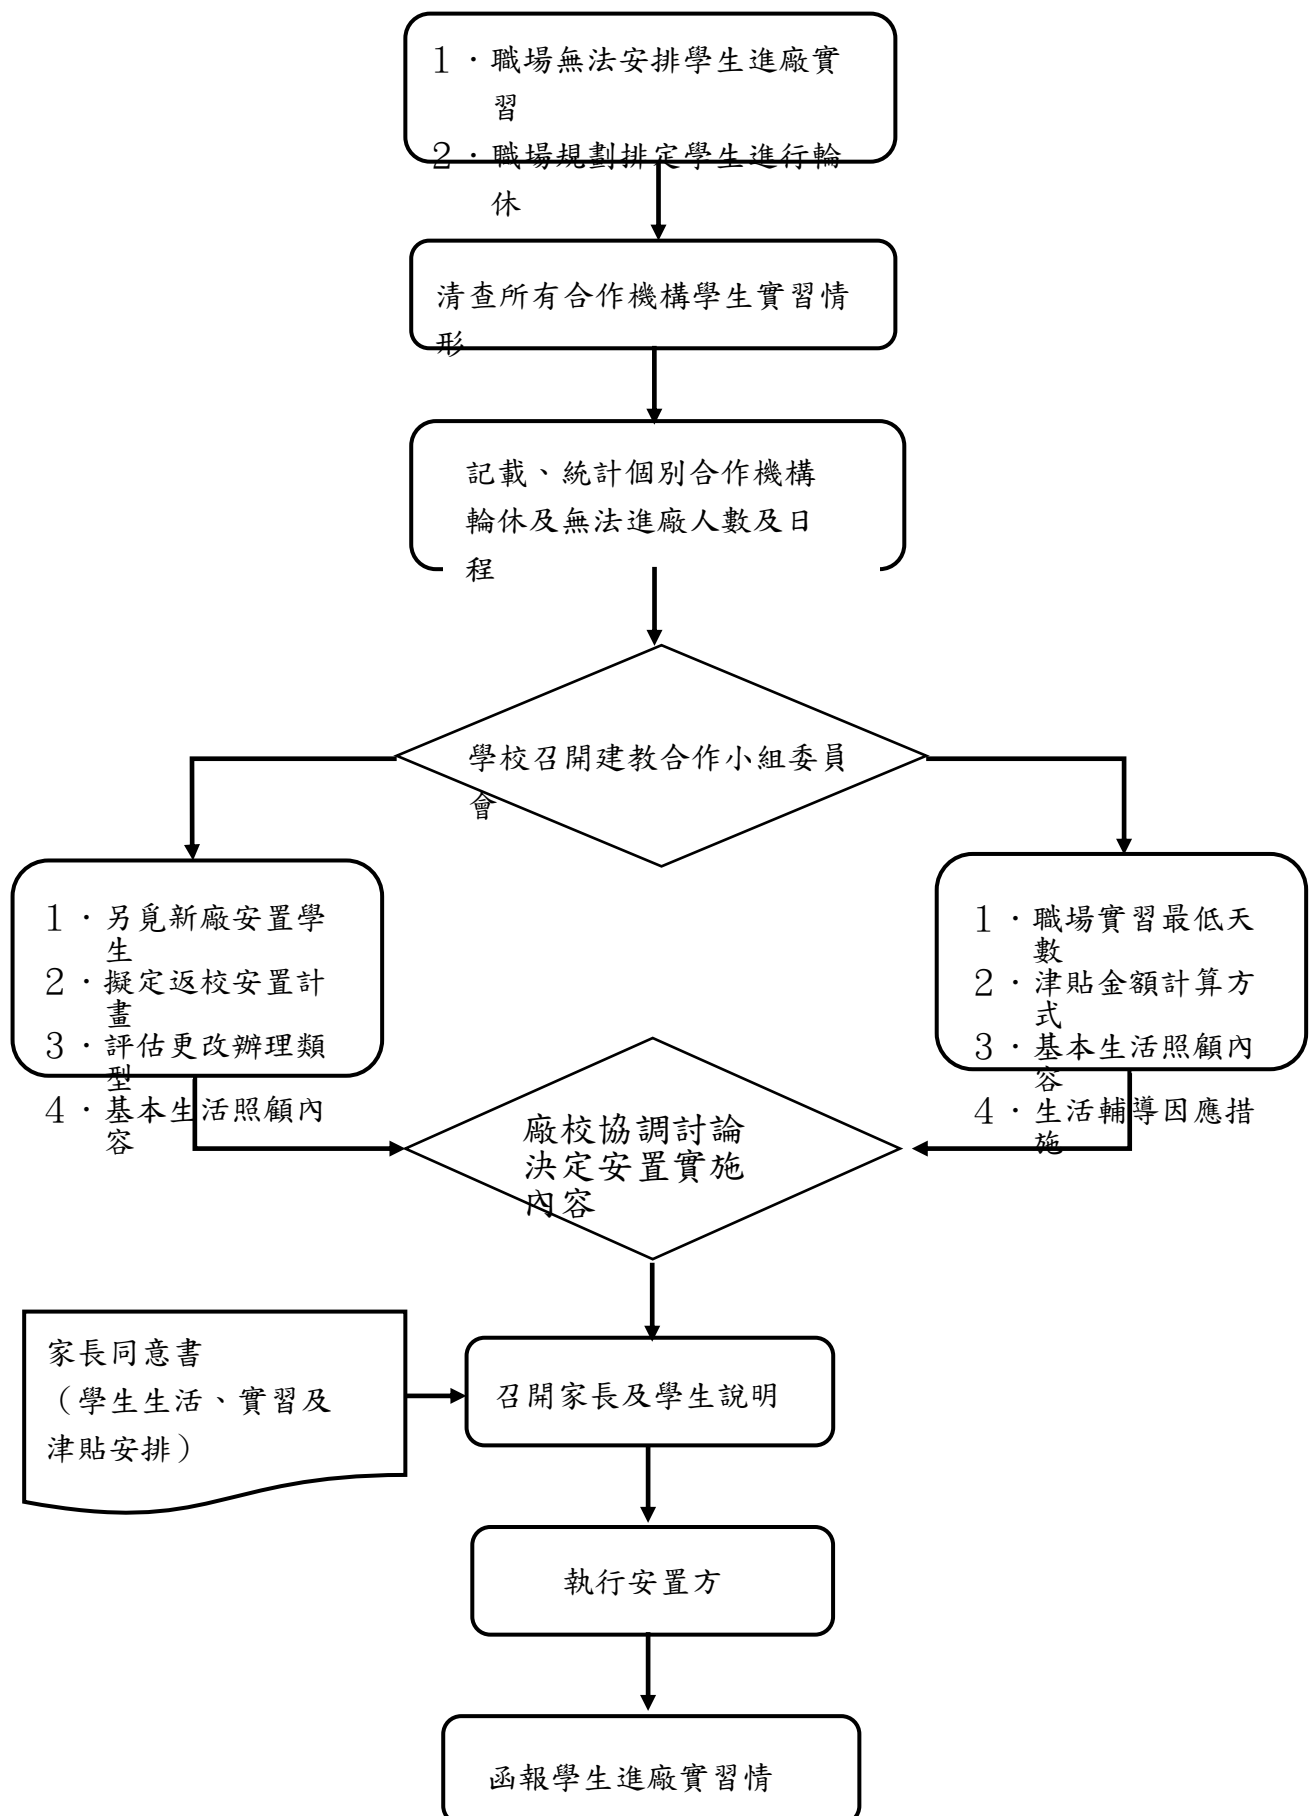 1．職場無法安排學生進廠實
習
2．職場規劃排定學生進行輪
休
清查所有合作機構學生實習情
形
記載、統計個別合作機構
輪休及無法進廠人數及日
程
學校召開建教合作小組委員
會
1．另覓新廠安置學
生
2．擬定返校安置計
畫
3．評估更改辦理類
型
4．基本生活照顧內
容
1．職場實習最低天
數
2．津貼金額計算方
式
3．基本生活照顧內
容
4．生活輔導因應措
施
廠校協調討論
決定安置實施
內容
家長同意書
（學生生活、實習及
津貼安排）
召開家長及學生說明
執行安置方
函報學生進廠實習情